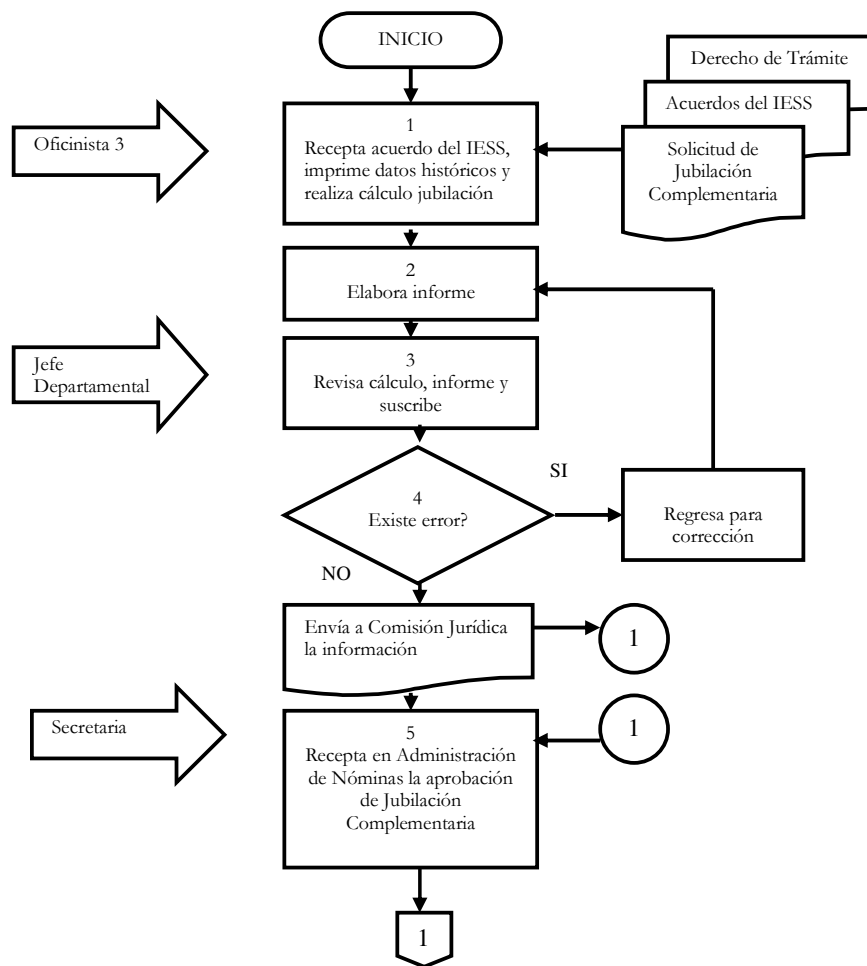 INICIO
Derecho de Trámite
Acuerdos del IESS
Solicitud de
Jubilación
Complementaria
Oficinista 3
1
Recepta acuerdo del IESS,
imprime datos históricos y
realiza cálculo jubilación
2
Elabora informe
Jefe
Departamental
3
Revisa cálculo, informe y
suscribe
4
Existe error?
SI
Regresa para
corrección
NO
Envía a Comisión Jurídica
la información
1
Secretaria
5
Recepta en Administración
de Nóminas la aprobación
de Jubilación
Complementaria
1
1